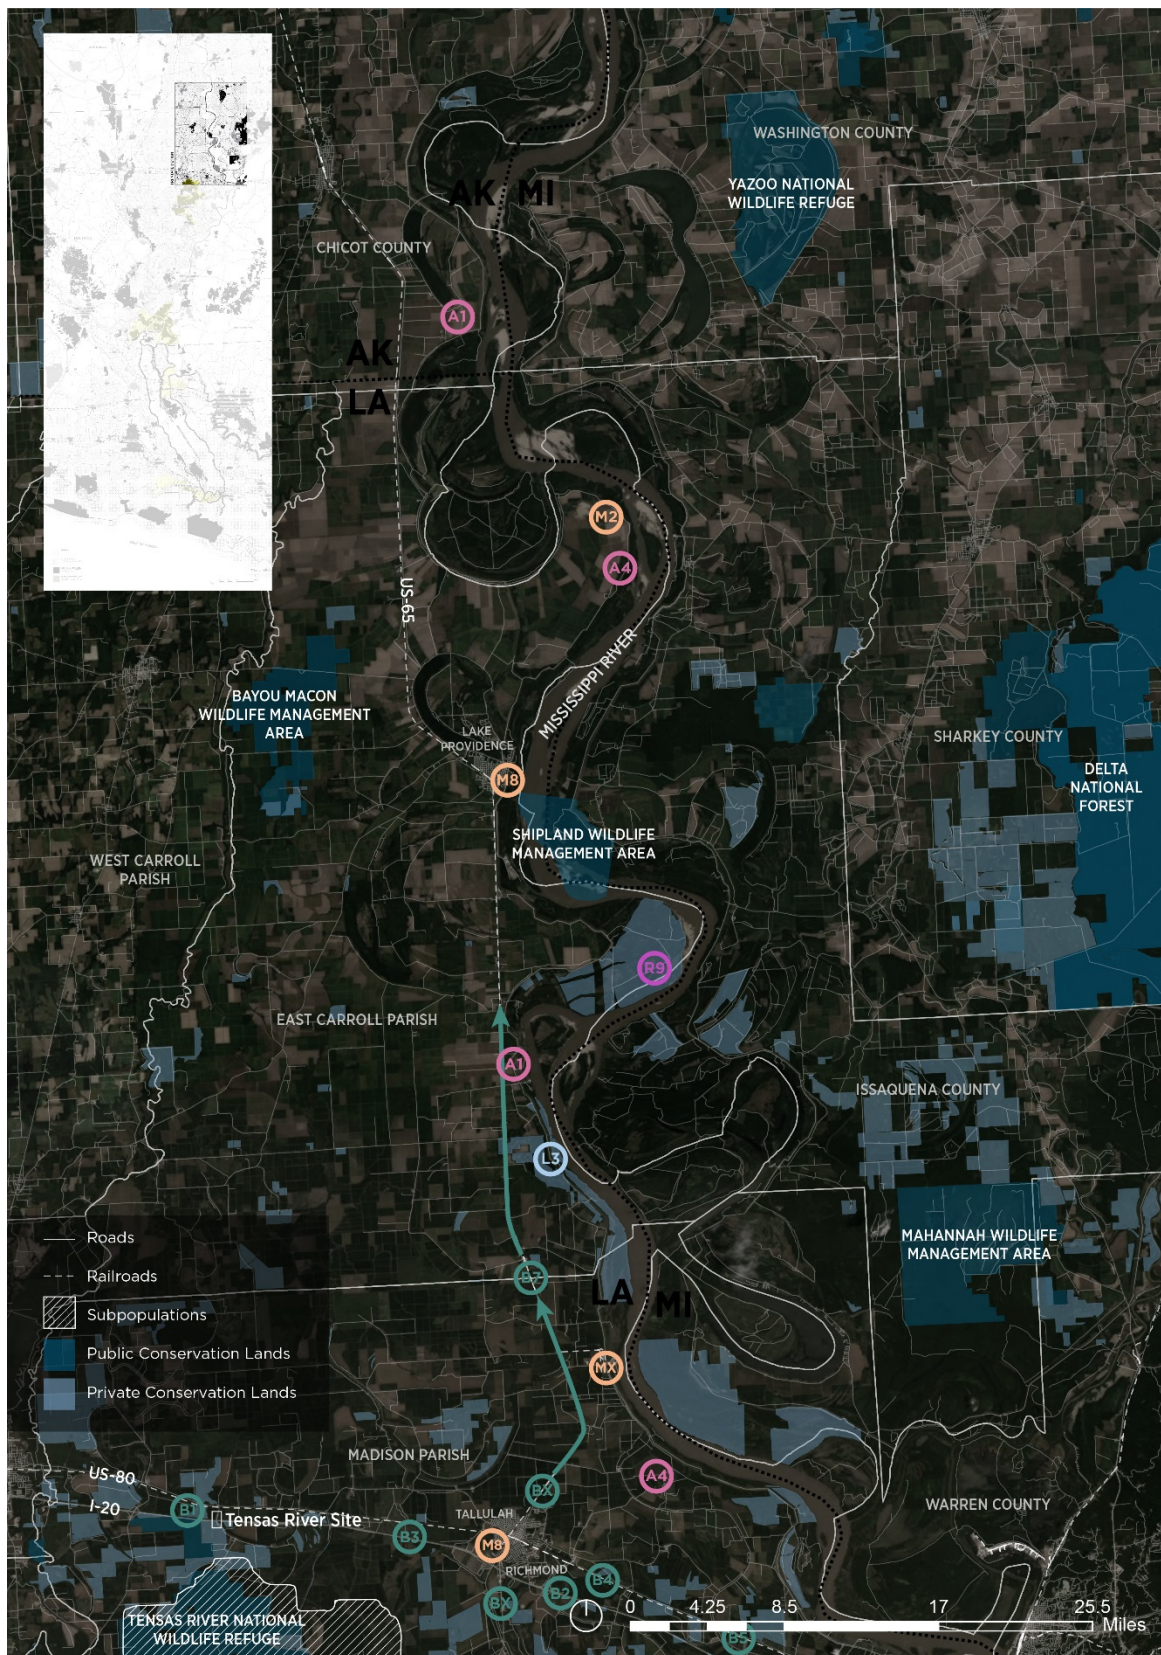 WASHINGTON COUNTY
YAZOO NATIONAL
WILDLIFE REFUGE
AK MI
CHICOT COUNTY
A1
AK
LA
M2
A4
US-65
MISSISSIPPI RIVER
BAYOU MACON
WILDLIFE MANAGEMENT
AREA
LAKE
PROVIDENCE
M8
SHARKEY COUNTY
DELTA
NATIONAL
FOREST
SHIPLAND WILDLIFE
MANAGEMENT AREA
WEST CARROLL
PARISH
R9
EAST CARROLL PARISH
A1
ISSAQUENA COUNTY
L3
MAHANNAH WILDLIFE
MANAGEMENT AREA
B7
LA MI
Roads
Railroads
Subpopulations
Public Conservation Lands
Private Conservation Lands
MX
MADISON PARISH
US-80
I-20
A4
BX
B1
Tensas River Site
TALLULAH
B3
M8
WARREN COUNTY
RICHMOND
B4
B2
BX
TENSAS RIVER NATIONAL
WILDLIFE REFUGE
0 4.25 8.5 17 25.5
Miles
B5